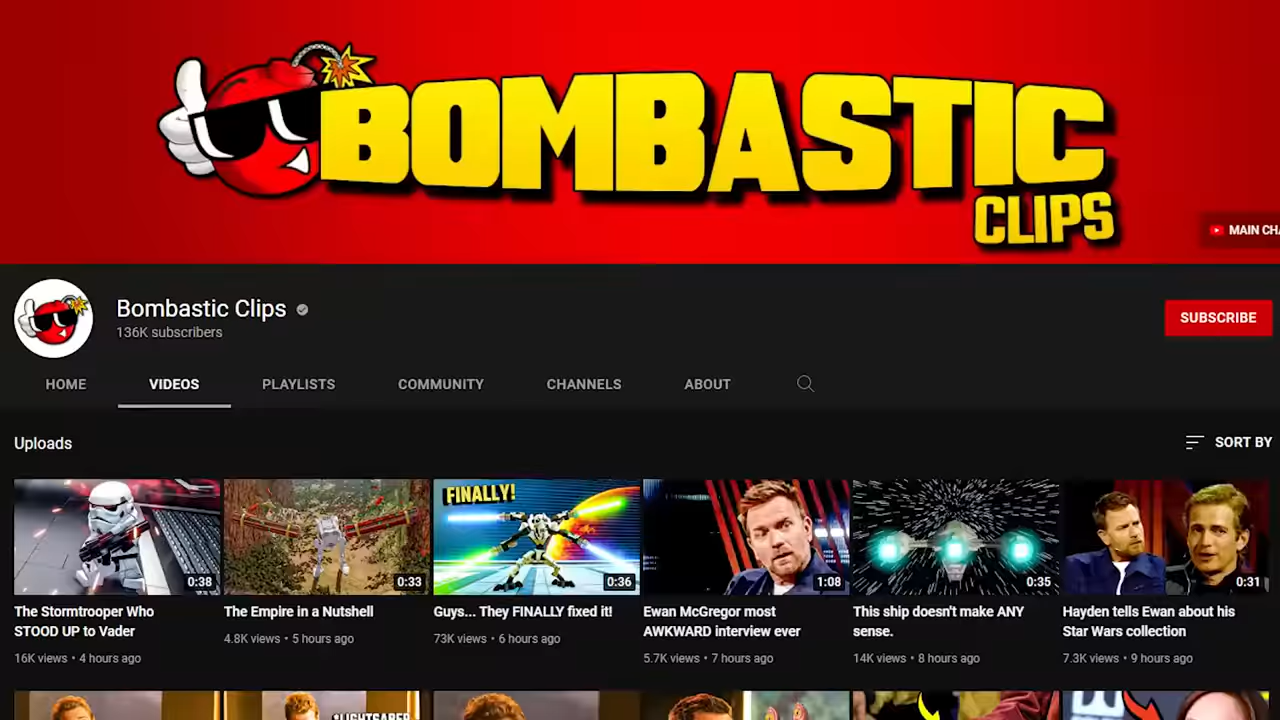 BOMBASTIC
CLIPS
MAIN CHA
Bombastic Clips
136K subscribers
SUBSCRIBE
HOME VIDEOS PLAYLISTS COMMUNITY CHANNELS ABOUT
Uploads
SORT BY
FINALLY!
0:38
0:33
0:36
1:08
0:35
0:31
The Stormtrooper Who
STOOD UP to Vader
16K views • 4 hours ago
The Empire in a Nutshell
4.8K views • 5 hours ago
Guys... They FINALLY fixed it!
73K views • 6 hours ago
Ewan McGregor most
AWKWARD interview ever
5.7K views • 7 hours ago
This ship doesn't make ANY
sense.
14K views • 8 hours ago
Hayden tells Ewan about his
Star Wars collection
7.3K views • 9 hours ago
*LIGHTSABER